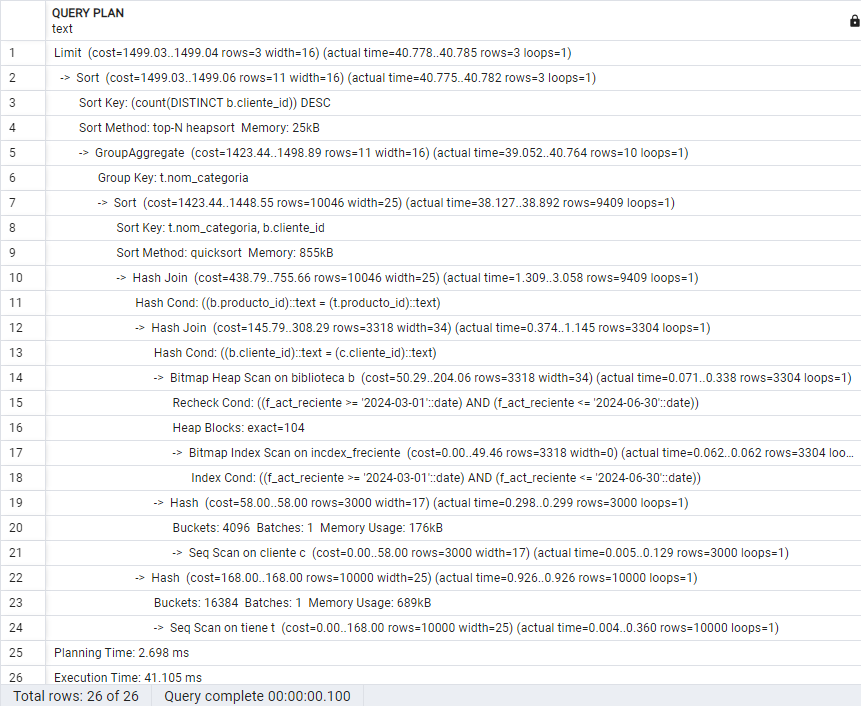 QUERY PLAN
text
1 Limit (cost=1499.03..1499.04 rows=3 width=16) (actual time=40.778..40.785 rows=3 loops=1)
2 -> Sort (cost=1499.03..1499.06 rows=11 width=16) (actual time=40.775..40.782 rows=3 loops=1)
3 Sort Key: (count(DISTINCT b.cliente_id)) DESC
4 Sort Method: top-N heapsort Memory: 25kB
5 -> GroupAggregate (cost=1423.44..1498.89 rows=11 width=16) (actual time=39.052..40.764 rows=10 loops=1)
6 Group Key: t.nom_categoria
7 -> Sort (cost=1423.44..1448.55 rows=10046 width=25) (actual time=38.127..38.892 rows=9409 loops=1)
8 Sort Key: t.nom_categoria, b.cliente_id
9 Sort Method: quicksort Memory: 855kB
10 -> Hash Join (cost=438.79..755.66 rows=10046 width=25) (actual time=1.309..3.058 rows=9409 loops=1)
11 Hash Cond: ((b.producto_id)::text = (t.producto_id)::text)
12 -> Hash Join (cost=145.79..308.29 rows=3318 width=34) (actual time=0.374..1.145 rows=3304 loops=1)
13 Hash Cond: ((b.cliente_id)::text = (c.cliente_id)::text)
14 -> Bitmap Heap Scan on biblioteca b (cost=50.29..204.06 rows=3318 width=34) (actual time=0.071..0.338 rows=3304 loops=1)
15 Recheck Cond: ((f_act_reciente >= '2024-03-01'::date) AND (f_act_reciente <= '2024-06-30'::date))
16 Heap Blocks: exact=104
17 -> Bitmap Index Scan on incdex_freciente (cost=0.00..49.46 rows=3318 width=0) (actual time=0.062..0.062 rows=3304 loo...
18 Index Cond: ((f_act_reciente >= '2024-03-01'::date) AND (f_act_reciente <= '2024-06-30'::date))
19 -> Hash (cost=58.00..58.00 rows=3000 width=17) (actual time=0.298..0.299 rows=3000 loops=1)
20 Buckets: 4096 Batches: 1 Memory Usage: 176kB
21 -> Seq Scan on cliente c (cost=0.00..58.00 rows=3000 width=17) (actual time=0.005..0.129 rows=3000 loops=1)
22 -> Hash (cost=168.00..168.00 rows=10000 width=25) (actual time=0.926..0.926 rows=10000 loops=1)
23 Buckets: 16384 Batches: 1 Memory Usage: 689kB
24 -> Seq Scan on tiene t (cost=0.00..168.00 rows=10000 width=25) (actual time=0.004..0.360 rows=10000 loops=1)
25 Planning Time: 2.698 ms
26 Execution Time: 41.105 ms
Total rows: 26 of 26 Query complete 00:00:00.100